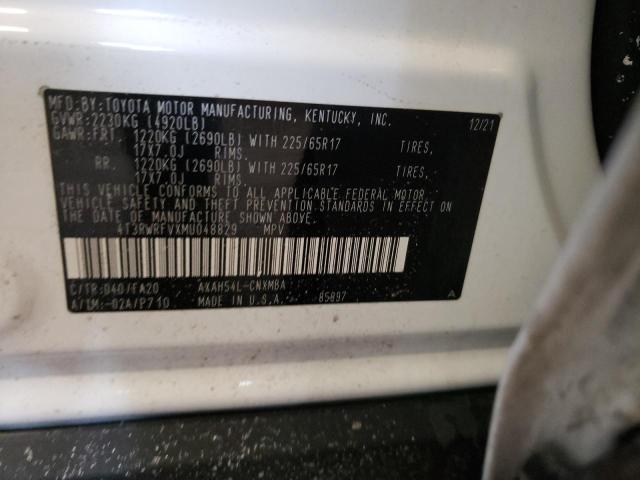 MFD.BY:TOYOTA MOTOR MANUFACTURING, KENTUCKY, INC.
GVWR:2230KG (4920LB) 12/21
GAWR:FRT 1220KG (2690LB) WITH 225/65R17 TIRES,
17X7.0J RIMS.
RR. 1220KG (2690LB) WITH 225/65R17 TIRES,
17X7.0J RIMS.
THIS VEHICLE CONFORMS TO ALL APPLICABLE FEDERAL MOTOR
VEHICLE SAFETY AND THEFT PREVENTION STANDARDS IN EFFECT ON
THE DATE OF MANUFACTURE SHOWN ABOVE.
4T3RWRFVXMU048829 MPV
C/TR:040/FA20 AXAH54L-CNXMBA
A/TM:-02A/P710 MADE IN U.S.A. 85897 A